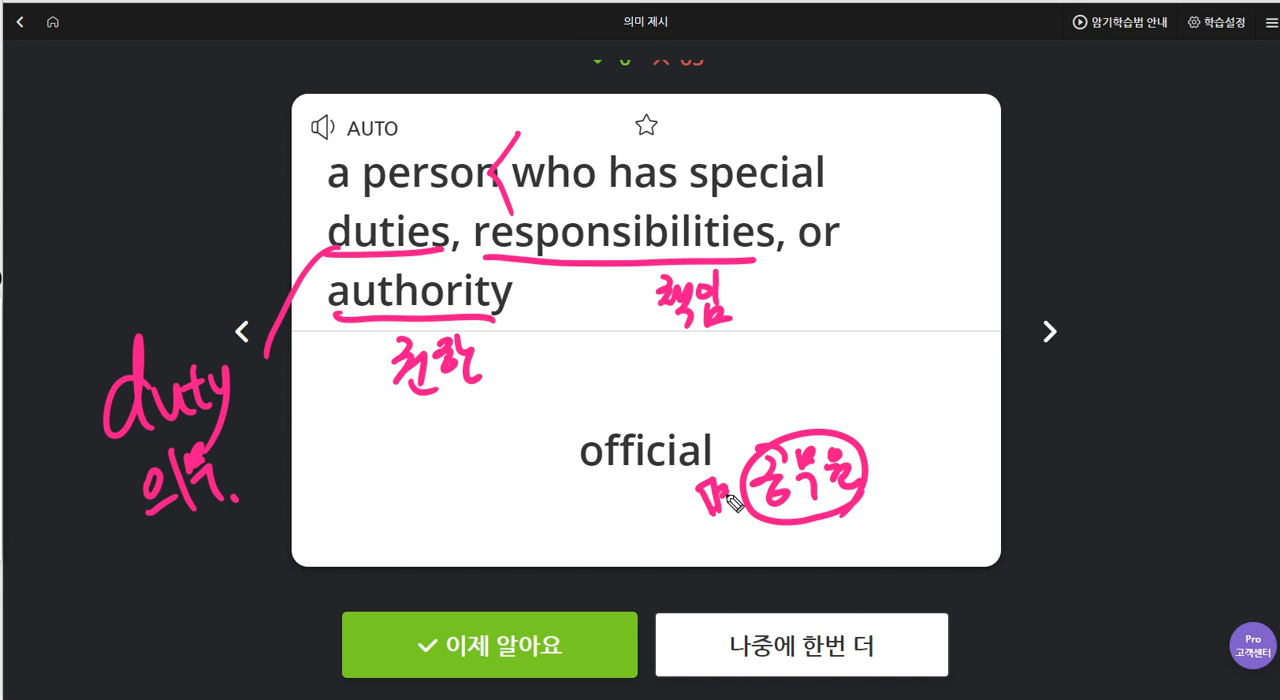 의미 제시
암기학습법 안내
학습설정
AUTO
a person who has special
duties, responsibilities, or
authority
책임
권한
duty
의무.
official
공무원
이제 알아요
나중에 한번 더
Pro
고객센터